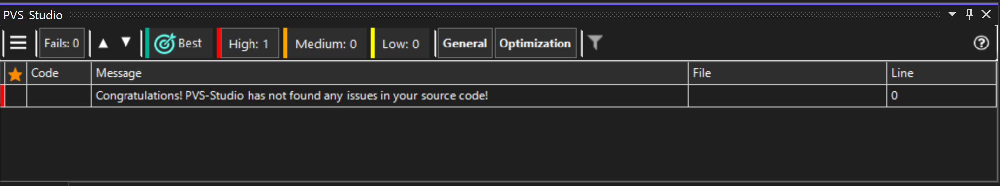 PVS-Studio
Fails: 0 Best High: 1 Medium: 0 Low: 0 General Optimization
Code Message File Line
Congratulations! PVS-Studio has not found any issues in your source code! 0